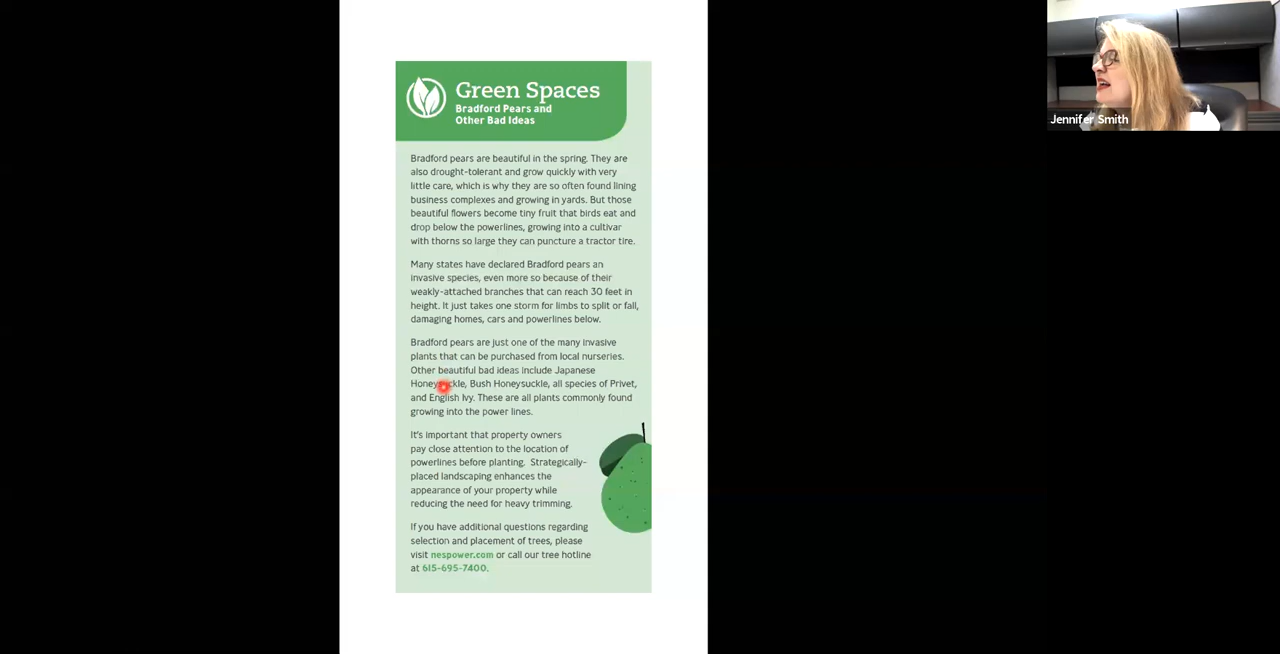 Green Spaces
Bradford Pears and
Other Bad Ideas
Bradford pears are beautiful in the spring. They are
also drought-tolerant and grow quickly with very
little care, which is why they are so often found lining
business complexes and growing in yards. But those
beautiful flowers become tiny fruit that birds eat and
drop below the powerlines, growing into a cultivar
with thorns so large they can puncture a tractor tire.
Many states have declared Bradford pears an
invasive species, even more so because of their
weakly-attached branches that can reach 30 feet in
height. It just takes one storm for limbs to split or fall,
damaging homes, cars and powerlines below.
Bradford pears are just one of the many invasive
plants that can be purchased from local nurseries.
Other beautiful bad ideas include Japanese
Honeysuckle, Bush Honeysuckle, all species of Privet,
and English Ivy. These are all plants commonly found
growing into the power lines.
It's important that property owners
pay close attention to the location of
powerlines before planting. Strategically-
placed landscaping enhances the
appearance of your property while
reducing the need for heavy trimming.
If you have additional questions regarding
selection and placement of trees, please
visit nespower.com or call our tree hotline
at 615-695-7400.
Jennifer Smith